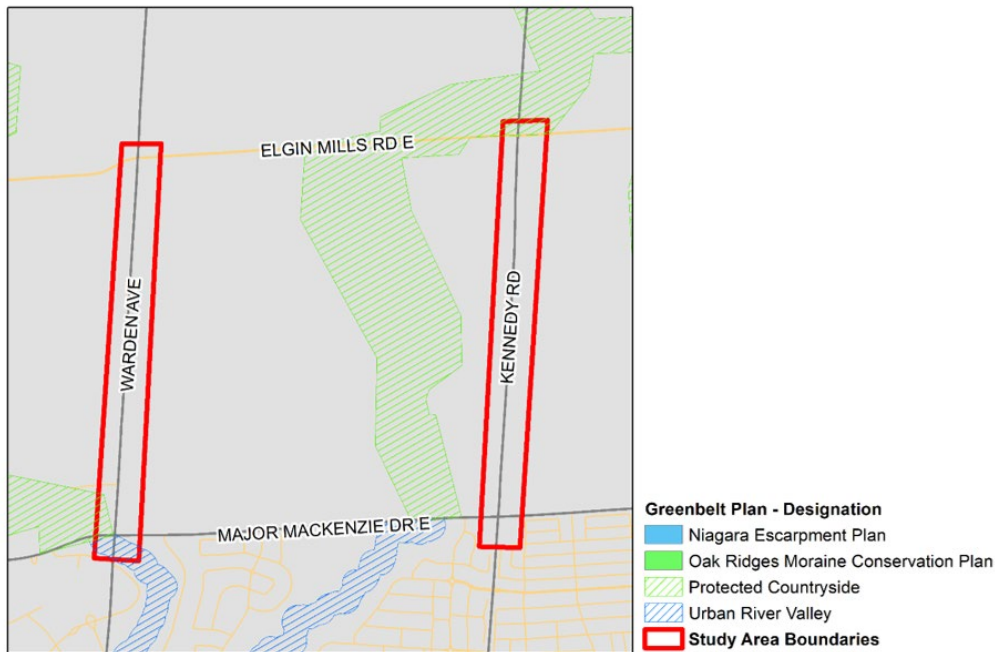 ELGIN MILLS RD E
WARDEN AVE
KENNEDY RD
MAJOR MACKENZIE DR E
Greenbelt Plan - Designation
Niagara Escarpment Plan
Oak Ridges Moraine Conservation Plan
Protected Countryside
Urban River Valley
Study Area Boundaries